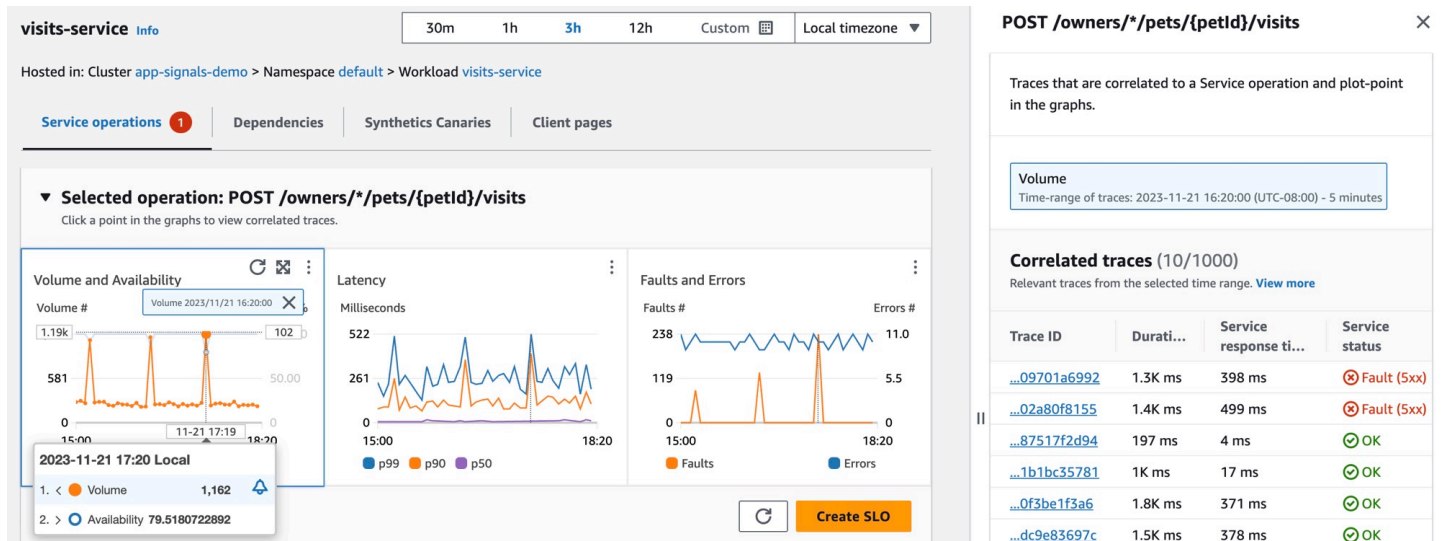 visits-service Info
30m 1h 3h 12h Custom Local timezone
Hosted in: Cluster app-signals-demo > Namespace default > Workload visits-service
Service operations 1 Dependencies Synthetics Canaries Client pages
Selected operation: POST /owners/*/pets/{petId}/visits
Click a point in the graphs to view correlated traces.
Volume and Availability
Volume #
Volume 2023/11/21 16:20:00
%
1.19k
102
581
50.00
0
0
15:00
11-21 17:19
18:20
2023-11-21 17:20 Local
1. < Volume 1,162
2. > Availability 79.5180722892
Latency
Milliseconds
522
261
0
15:00 18:20
p99 p90 p50
Faults and Errors
Faults # Errors #
238 11.0
119 5.5
0 0
15:00 18:20
Faults Errors
Create SLO
POST /owners/*/pets/{petId}/visits
Traces that are correlated to a Service operation and plot-point
in the graphs.
Volume
Time-range of traces: 2023-11-21 16:20:00 (UTC-08:00) - 5 minutes
Correlated traces (10/1000)
Relevant traces from the selected time range. View more
Trace ID Durati... Service response ti... Service status
...09701a6992 1.3K ms 398 ms Fault (5xx)
...02a80f8155 1.4K ms 499 ms Fault (5xx)
...87517f2d94 197 ms 4 ms OK
...1b1bc35781 1K ms 17 ms OK
...0f3be1f3a6 1.8K ms 371 ms OK
...dc9e83697c 1.5K ms 378 ms OK